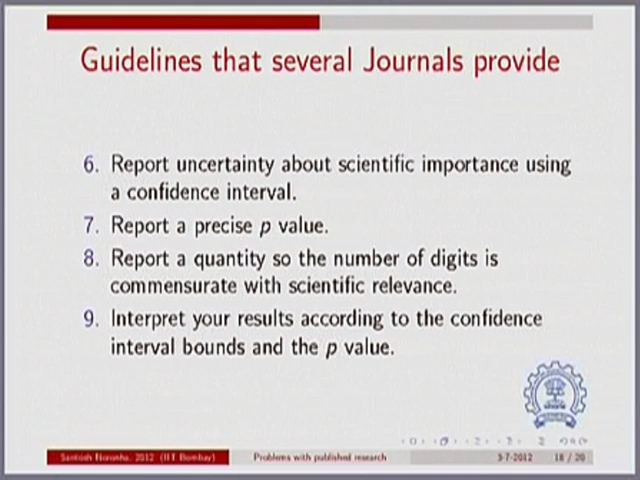 Guidelines that several Journals provide
6. Report uncertainty about scientific importance using
a confidence interval.
7. Report a precise p value.
8. Report a quantity so the number of digits is
commensurate with scientific relevance.
9. Interpret your results according to the confidence
interval bounds and the p value.
Santosh Noronha, 2012 (IIT Bombay) Problems with published research 3-7-2012 18 / 20